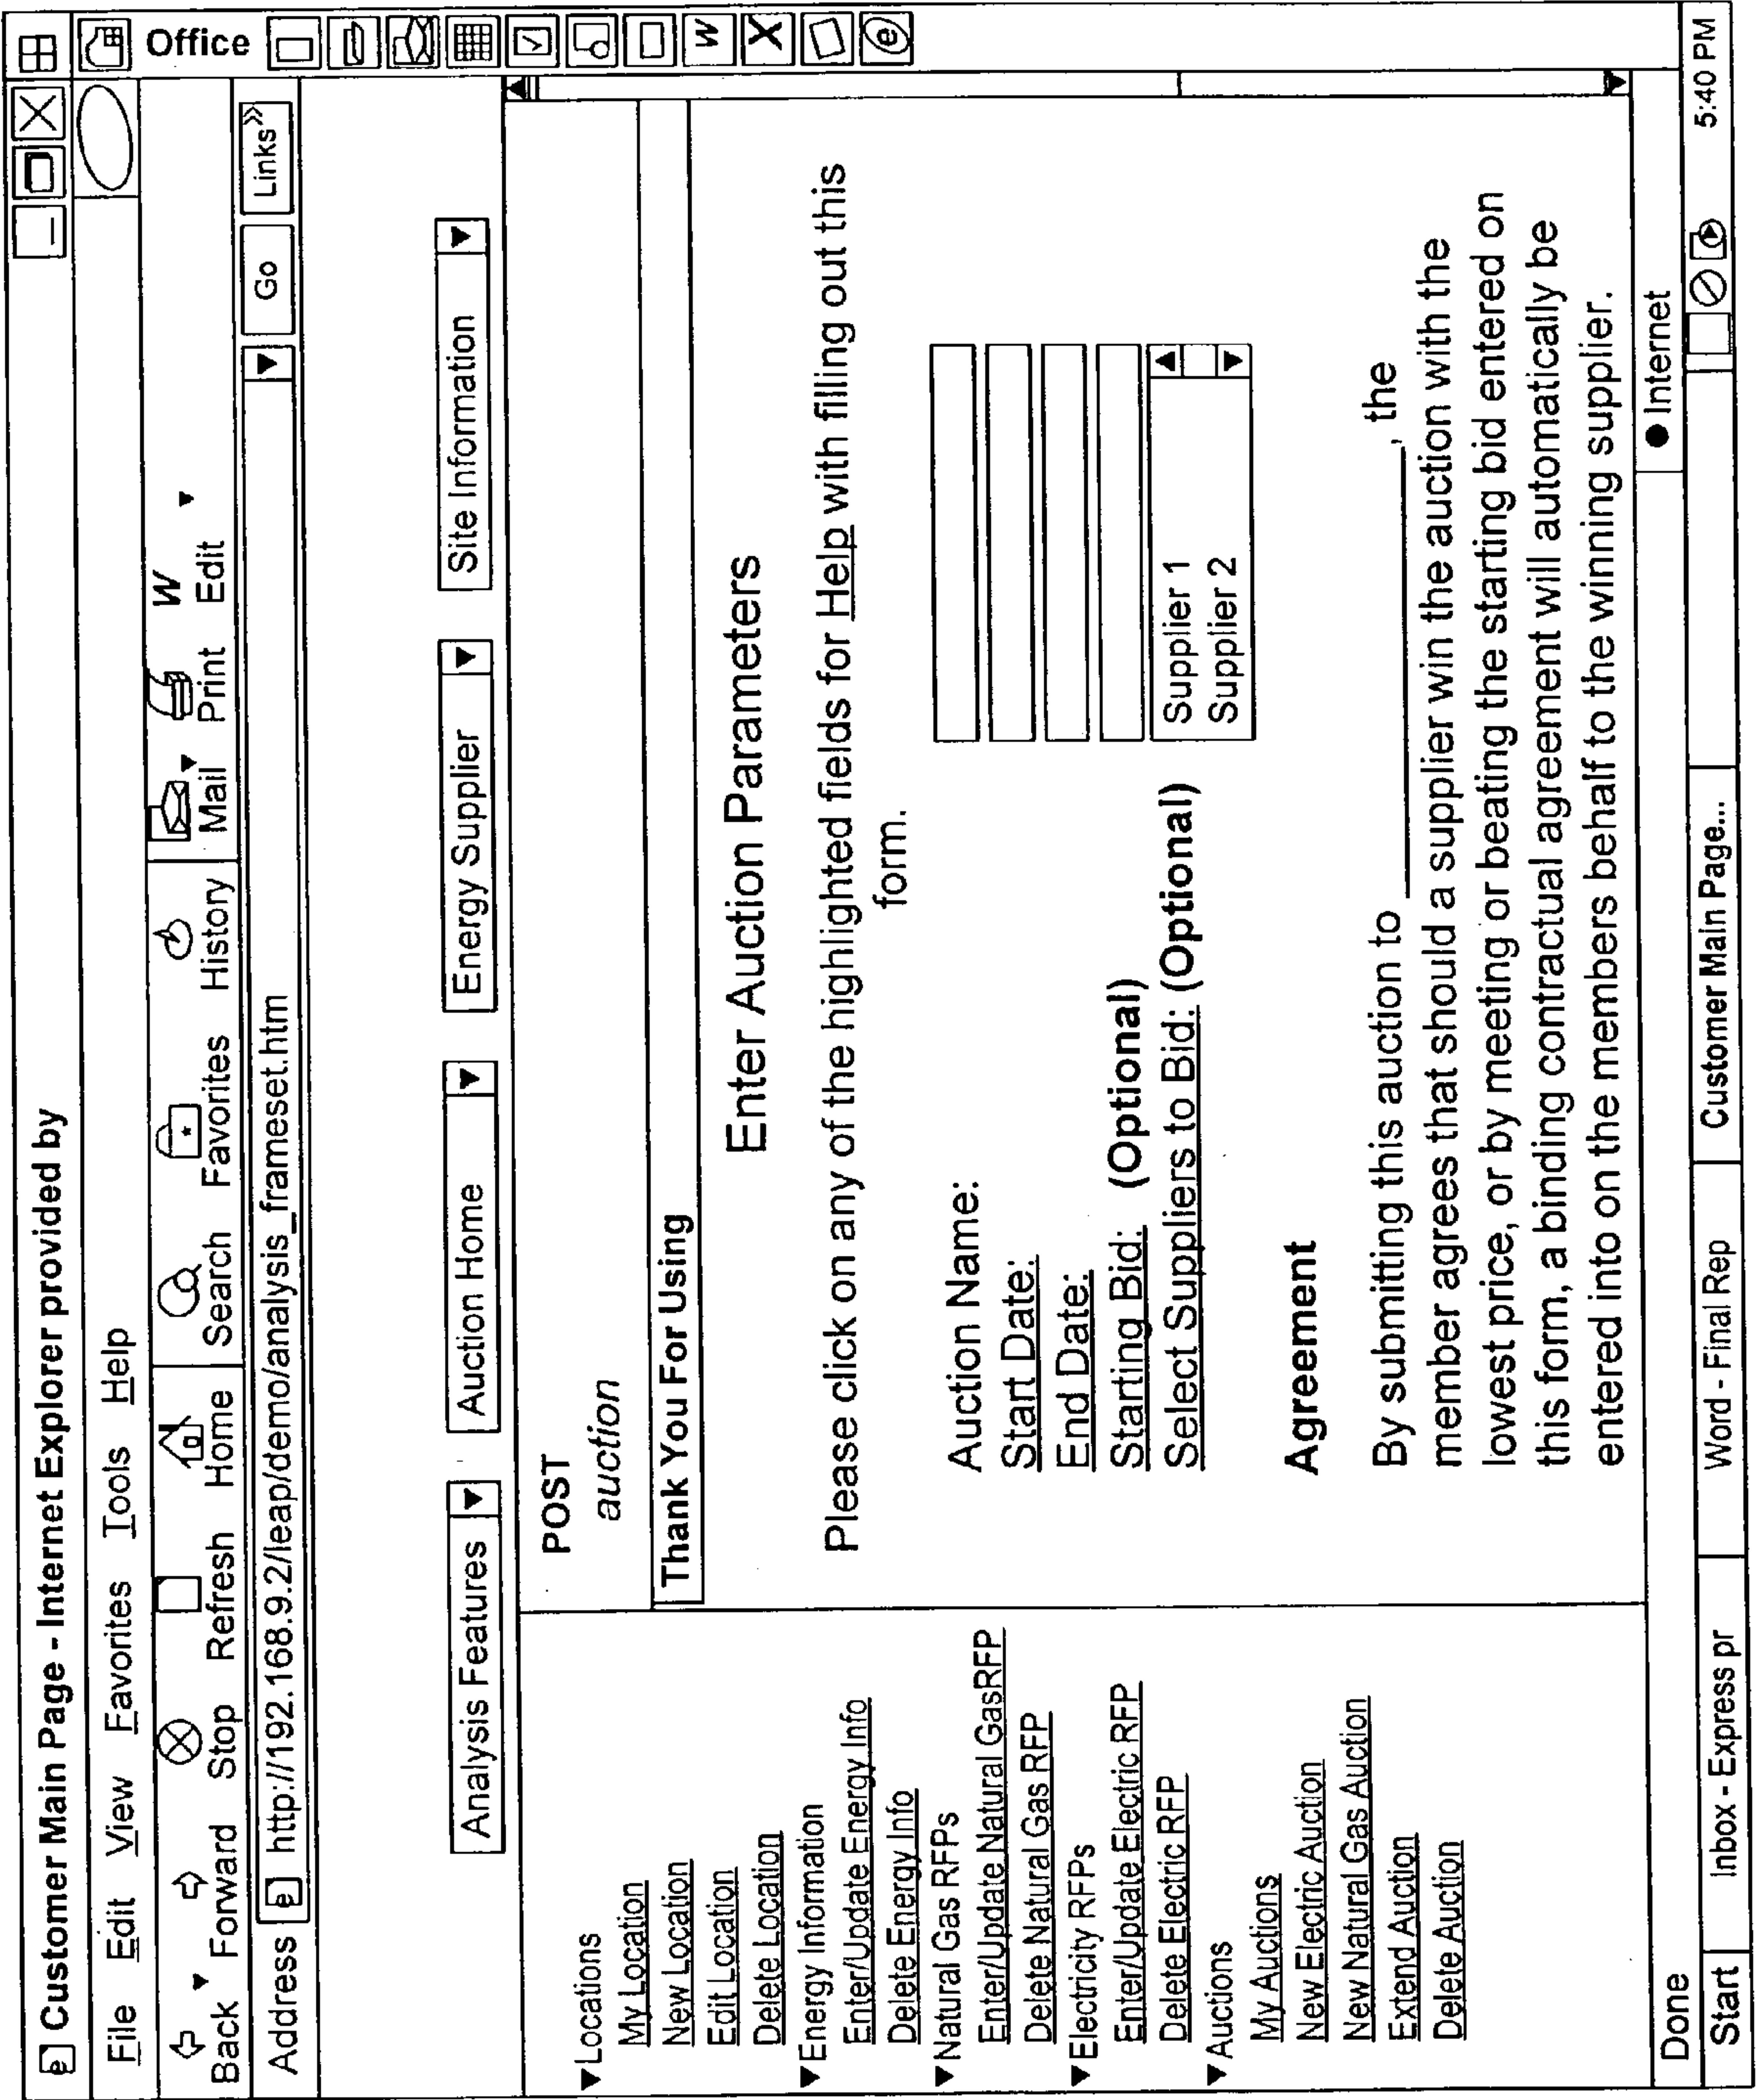 Customer Main Page - Internet Explorer provided by
File Edit View Favorites Tools Help
Back Forward Stop Refresh Home Search Favorites History Mail Print Edit
Address http://192.168.9.2/leap/demo/analysis_frameset.htm Go Links»
Office
W
X
e
Analysis Features Auction Home Energy Supplier Site Information
▼Locations
My Location
New Location
Edit Location
Delete Location
▼Energy Information
Enter/Update Energy Info
Delete Energy Info
▼Natural Gas RFPs
Enter/Update Natural GasRFP
Delete Natural Gas RFP
▼Electricity RFPs
Enter/Update Electric RFP
Delete Electric RFP
▼Auctions
My Auctions
New Electric Auction
New Natural Gas Auction
Extend Auction
Delete Auction
POST
auction
Thank You For Using
Enter Auction Parameters
Please click on any of the highlighted fields for Help with filling out this
form.
Auction Name:
Start Date:
End Date:
Starting Bid: (Optional)
Select Suppliers to Bid: (Optional)
Supplier 1
Supplier 2
Agreement
By submitting this auction to ____________, the
member agrees that should a supplier win the auction with the
lowest price, or by meeting or beating the starting bid entered on
this form, a binding contractual agreement will automatically be
entered into on the members behalf to the winning supplier.
Done Internet
Start Inbox - Express pr Word - Final Rep Customer Main Page... 5:40 PM